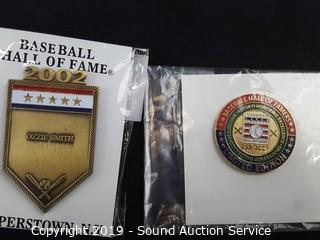 BASEBALL
HALL OF FAME®
2002
OZZIE SMITH
PERSTOWN, N
BASEBALL HALL OF FAME
LIMITED EDITION
Copyright 2019 - Sound Auction Service